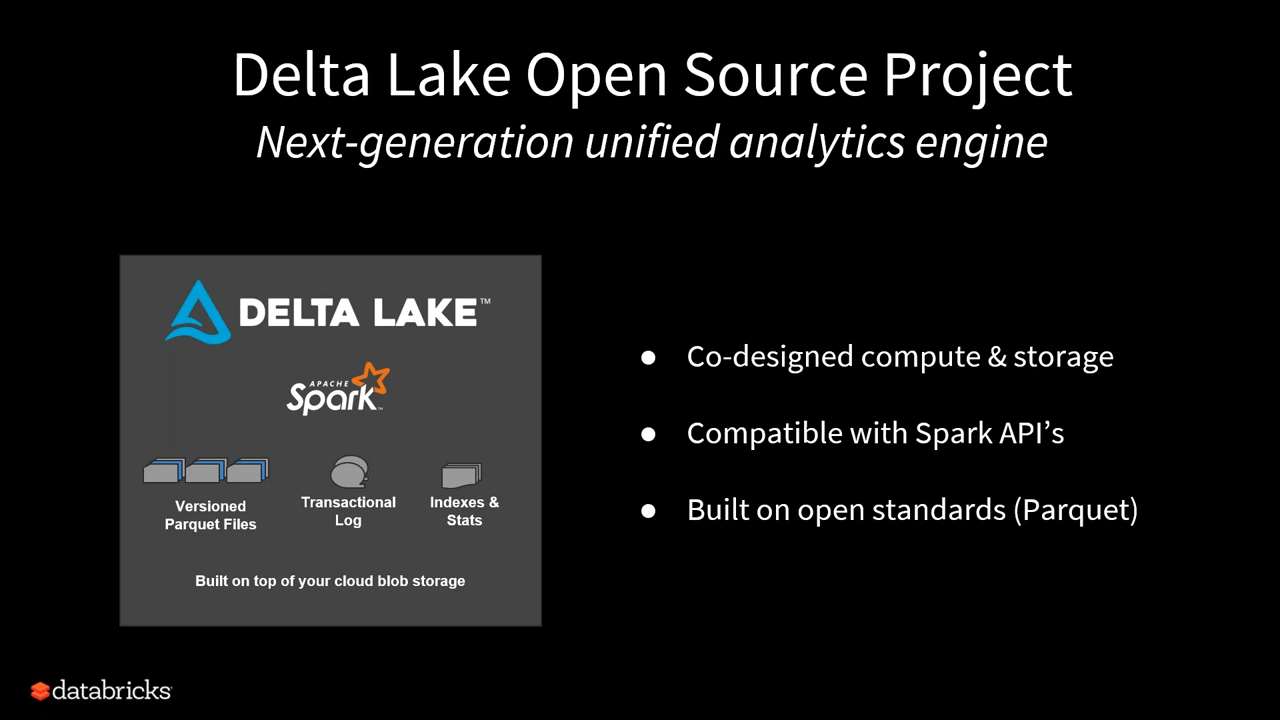 Delta Lake Open Source Project
Next-generation unified analytics engine
DELTA LAKE™
APACHE
Spark™
Versioned
Parquet Files
Transactional
Log
Indexes &
Stats
Built on top of your cloud blob storage
● Co-designed compute & storage
● Compatible with Spark API’s
● Built on open standards (Parquet)
databricks